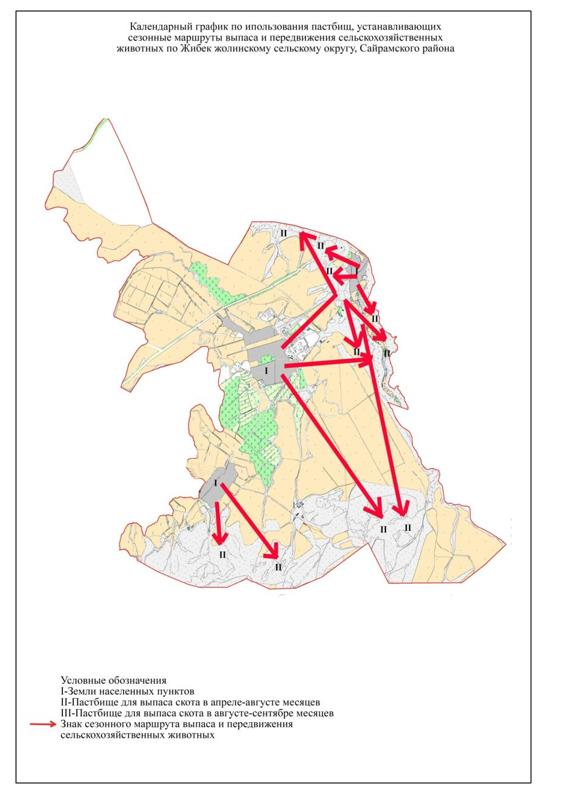 Календарный график по ипользования пастбищ, устанавливающих
сезонные маршруты выпаса и передвижения сельскохозяйственных
животных по Жибек жолинскому сельскому округу, Сайрамского района
II
II
II
I
II
II
II
I
I
II
II
II
II
Условные обозначения
I-Земли населенных пунктов
II-Пастбище для выпаса скота в апреле-августе месяцев
III-Пастбище для выпаса скота в августе-сентябре месяцев
Знак сезонного маршрута выпаса и передвижения
сельскохозяйственных животных